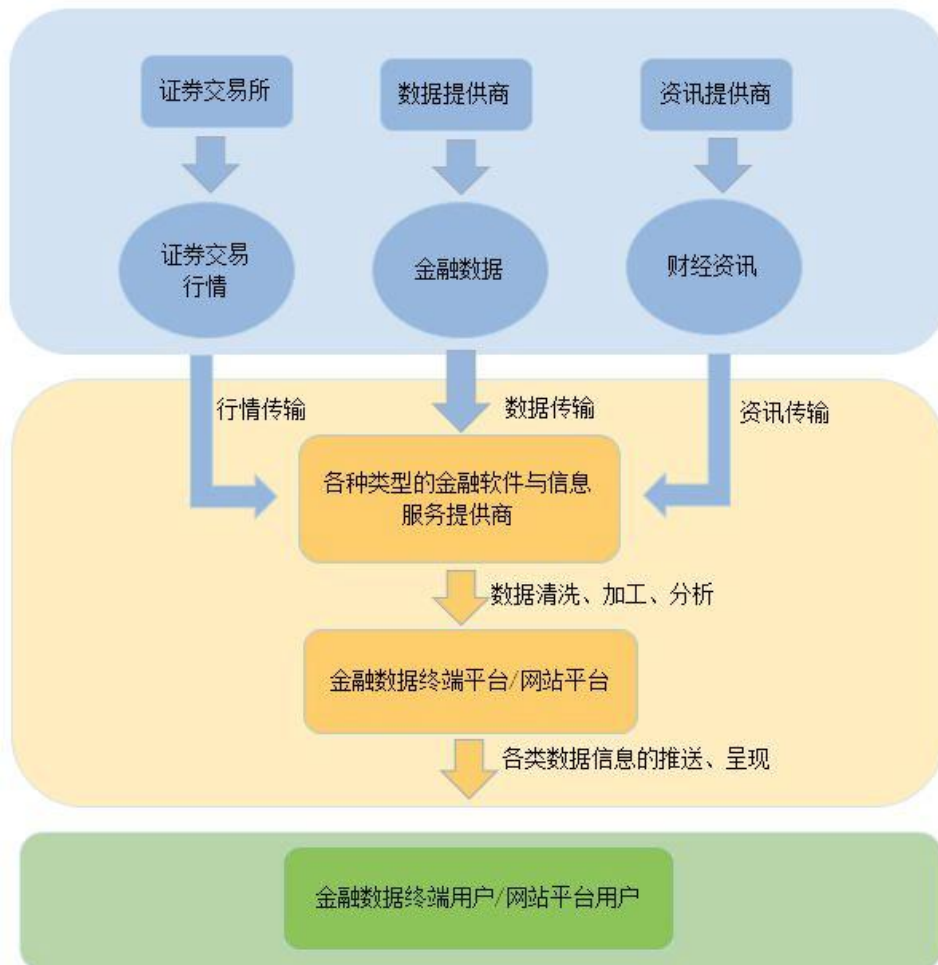 证券交易所
数据提供商
资讯提供商
证券交易
行情
金融数据
财经资讯
行情传输
数据传输
资讯传输
各种类型的金融软件与信息
服务提供商
数据清洗、加工、分析
金融数据终端平台/网站平台
各类数据信息的推送、呈现
金融数据终端用户/网站平台用户